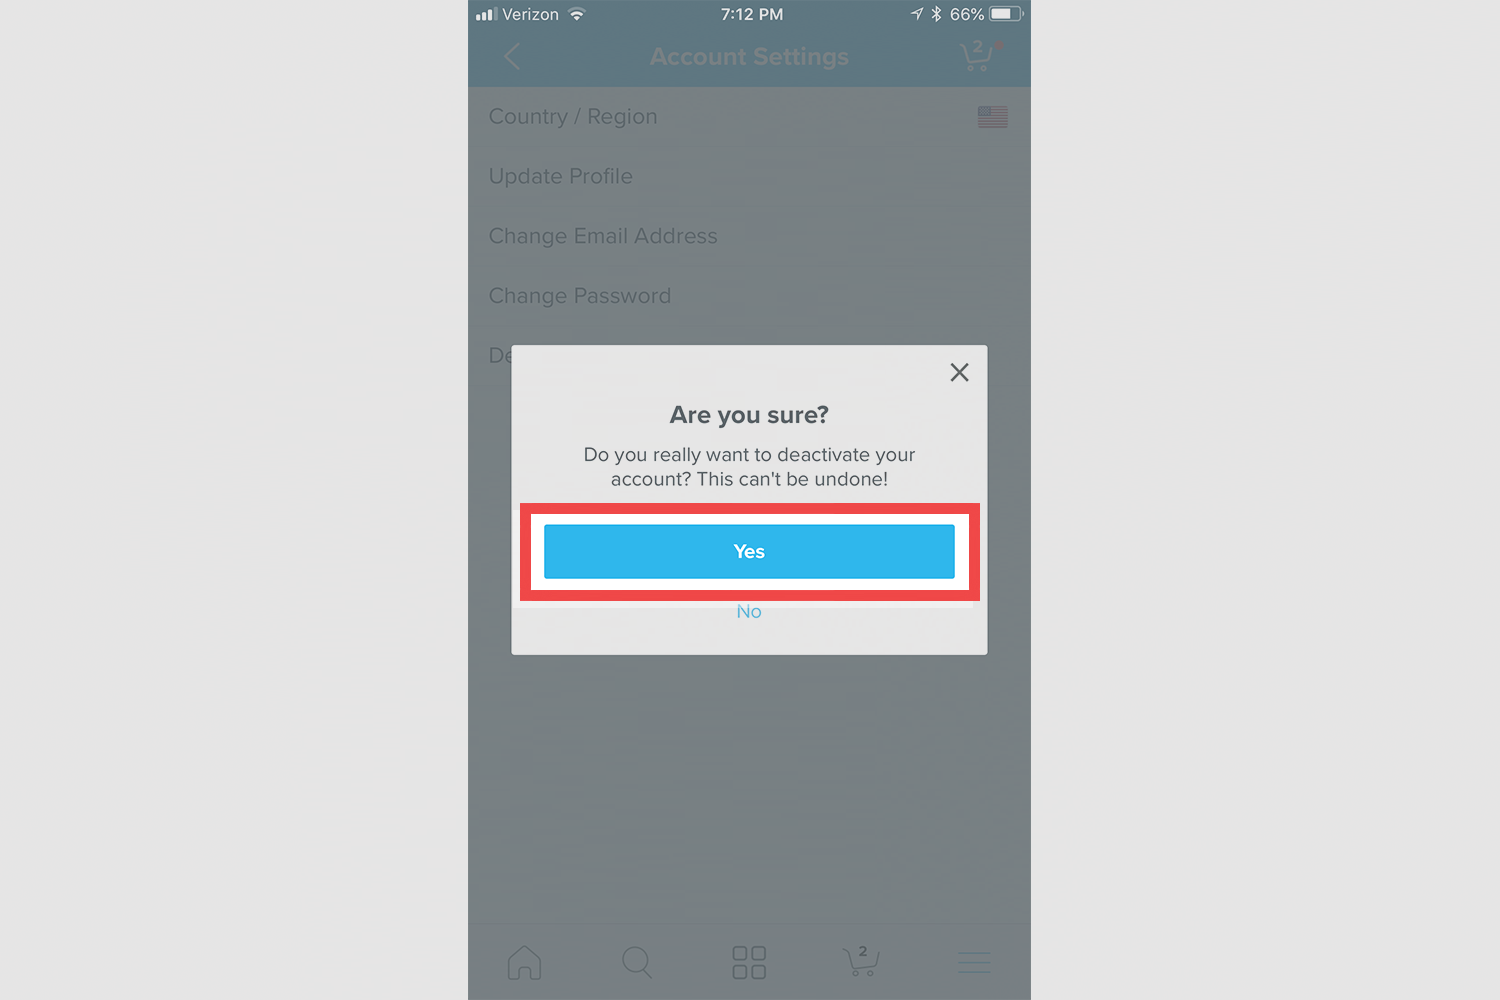 Verizon 7:12 PM 66%
Account Settings 2
Country / Region
Update Profile
Change Email Address
Change Password
De
Are you sure?
Do you really want to deactivate your
account? This can't be undone!
Yes
No
2